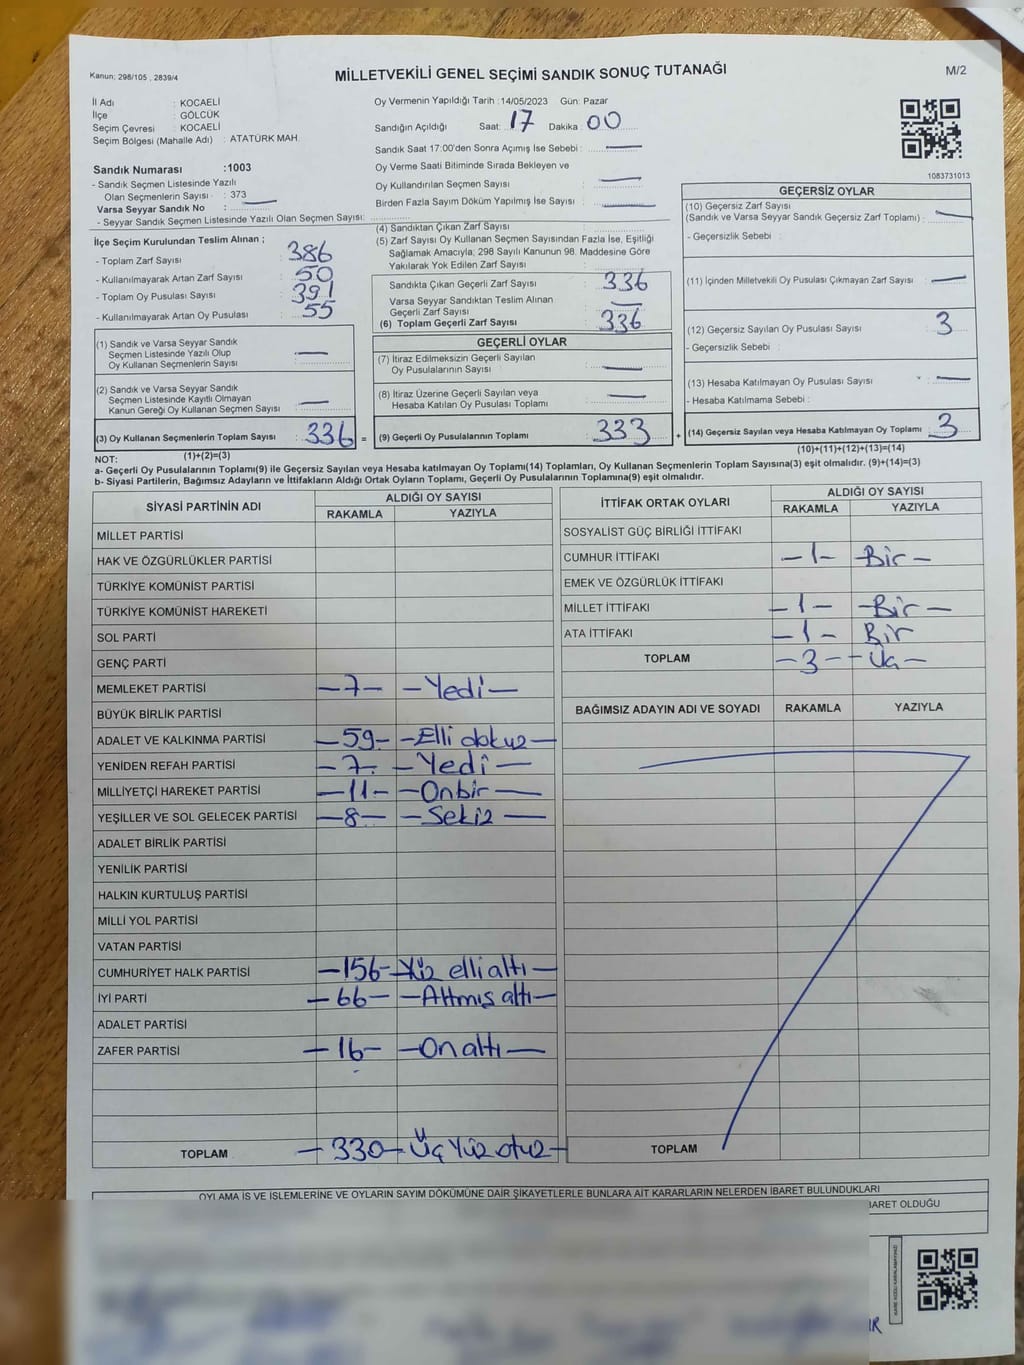 Kanun; 298/105 , 2839/4
MİLLETVEKİLİ GENEL SEÇİMİ SANDIK SONUÇ TUTANAĞI
M/2
İl Adı : KOCAELİ
İlçe : GÖLCÜK
Seçim Çevresi : KOCAELİ
Seçim Bölgesi (Mahalle Adı) : ATATÜRK MAH.
Sandık Numarası :1003
- Sandık Seçmen Listesinde Yazılı
Olan Seçmenlerin Sayısı : 373
Varsa Seyyar Sandık No : —
- Seyyar Sandık Seçmen Listesinde Yazılı Olan Seçmen Sayısı:
Oy Vermenin Yapıldığı Tarih :14/05/2023 Gün: Pazar
Sandığın Açıldığı Saat: 17 Dakika: 00
Sandık Saat 17:00'den Sonra Açımış İse Sebebi : —
Oy Verme Saati Bitiminde Sırada Bekleyen ve
Oy Kullandırılan Seçmen Sayısı : —
Birden Fazla Sayım Döküm Yapılmış İse Sayısı : —
1083731013
İlçe Seçim Kurulundan Teslim Alınan ;
- Toplam Zarf Sayısı : 386
- Kullanılmayarak Artan Zarf Sayısı : 50
- Toplam Oy Pusulası Sayısı : 391
- Kullanılmayarak Artan Oy Pusulası : 55
(4) Sandıktan Çıkan Zarf Sayısı :
(5) Zarf Sayısı Oy Kullanan Seçmen Sayısından Fazla İse, Eşitliği
Sağlamak Amacıyla; 298 Sayılı Kanunun 98. Maddesine Göre
Yakılarak Yok Edilen Zarf Sayısı :
Sandıkta Çıkan Geçerli Zarf Sayısı : 336
Varsa Seyyar Sandıktan Teslim Alınan
Geçerli Zarf Sayısı : —
(6) Toplam Geçerli Zarf Sayısı : 336
GEÇERSİZ OYLAR
(10) Geçersiz Zarf Sayısı
(Sandık ve Varsa Seyyar Sandık Geçersiz Zarf Toplamı) : —
- Geçersizlik Sebebi :
(11) İçinden Milletvekili Oy Pusulası Çıkmayan Zarf Sayısı : —
(12) Geçersiz Sayılan Oy Pusulası Sayısı : 3
- Geçersizlik Sebebi :
(13) Hesaba Katılmayan Oy Pusulası Sayısı : —
- Hesaba Katılmama Sebebi :
(14) Geçersiz Sayılan veya Hesaba Katılmayan Oy Toplamı : 3
(10)+(11)+(12)+(13)=(14)
(1) Sandık ve Varsa Seyyar Sandık
Seçmen Listesinde Yazılı Olup
Oy Kullanan Seçmenlerin Sayısı : —
(2) Sandık ve Varsa Seyyar Sandık
Seçmen Listesinde Kayıtlı Olmayan
Kanun Gereği Oy Kullanan Seçmen Sayısı : —
(3) Oy Kullanan Seçmenlerin Toplam Sayısı : 336 =
(1)+(2)=(3)
GEÇERLİ OYLAR
(7) İtiraz Edilmeksizin Geçerli Sayılan
Oy Pusulalarının Sayısı : —
(8) İtiraz Üzerine Geçerli Sayılan veya
Hesaba Katılan Oy Pusulası Toplamı : —
(9) Geçerli Oy Pusulalarının Toplamı : 333 +
NOT:
a- Geçerli Oy Pusulalarının Toplamı(9) ile Geçersiz Sayılan veya Hesaba katılmayan Oy Toplamı(14) Toplamları, Oy Kullanan Seçmenlerin Toplam Sayısına(3) eşit olmalıdır. (9)+(14)=(3)
b- Siyasi Partilerin, Bağımsız Adayların ve İttifakların Aldığı Ortak Oyların Toplamı, Geçerli Oy Pusulalarının Toplamına(9) eşit olmalıdır.
SİYASİ PARTİNİN ADI ALDIĞI OY SAYISI
RAKAMLA YAZIYLA
MİLLET PARTİSİ
HAK VE ÖZGÜRLÜKLER PARTİSİ
TÜRKİYE KOMÜNİST PARTİSİ
TÜRKİYE KOMÜNİST HAREKETİ
SOL PARTİ
GENÇ PARTİ
MEMLEKET PARTİSİ —7— —Yedi—
BÜYÜK BİRLİK PARTİSİ
ADALET VE KALKINMA PARTİSİ —59— —Elli dokuz—
YENİDEN REFAH PARTİSİ —7— —Yedi—
MİLLİYETÇİ HAREKET PARTİSİ —11— —Onbir—
YEŞİLLER VE SOL GELECEK PARTİSİ —8— —Sekiz—
ADALET BİRLİK PARTİSİ
YENİLİK PARTİSİ
HALKIN KURTULUŞ PARTİSİ
MİLLİ YOL PARTİSİ
VATAN PARTİSİ
CUMHURİYET HALK PARTİSİ —156— Yüz elli altı—
İYİ PARTİ —66— —Altmış altı—
ADALET PARTİSİ
ZAFER PARTİSİ —16— —On altı—
TOPLAM —330— Üç Yüz otuz—
İTTİFAK ORTAK OYLARI ALDIĞI OY SAYISI
RAKAMLA YAZIYLA
SOSYALİST GÜÇ BİRLİĞİ İTTİFAKI
CUMHUR İTTİFAKI —1— Bir—
EMEK VE ÖZGÜRLÜK İTTİFAKI
MİLLET İTTİFAKI —1— —Bir—
ATA İTTİFAKI —1— Bir
TOPLAM —3— —Üç—
BAĞIMSIZ ADAYIN ADI VE SOYADI RAKAMLA YAZIYLA
TOPLAM
OYLAMA İŞ VE İŞLEMLERİNE VE OYLARIN SAYIM DÖKÜMÜNE DAİR ŞİKAYETLERLE BUNLARA AİT KARARLARIN NELERDEN İBARET BULUNDUKLARI
İBARET OLDUĞU